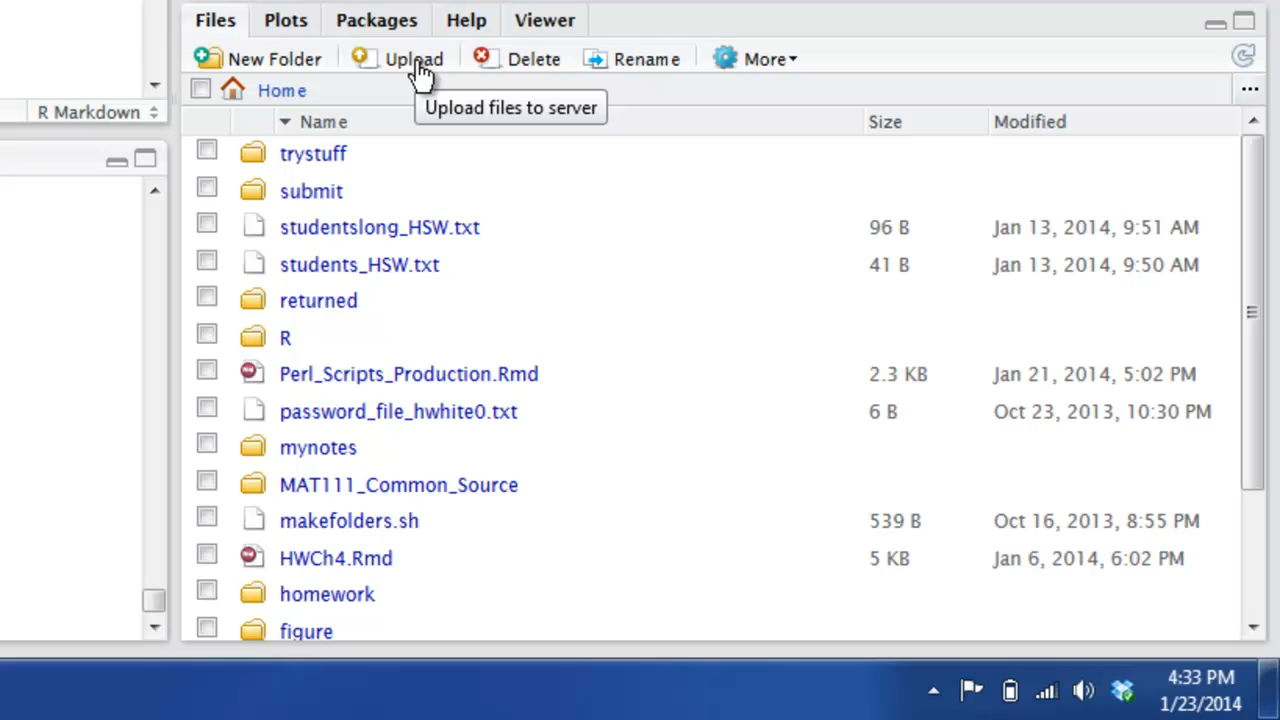 Files Plots Packages Help Viewer
New Folder Upload Delete Rename More
Home ...
Upload files to server
R Markdown
Name Size Modified
trystuff
submit
studentslong_HSW.txt 96 B Jan 13, 2014, 9:51 AM
students_HSW.txt 41 B Jan 13, 2014, 9:50 AM
returned
R
Perl_Scripts_Production.Rmd 2.3 KB Jan 21, 2014, 5:02 PM
password_file_hwhite0.txt 6 B Oct 23, 2013, 10:30 PM
mynotes
MAT111_Common_Source
makefolders.sh 539 B Oct 16, 2013, 8:55 PM
HWCh4.Rmd 5 KB Jan 6, 2014, 6:02 PM
homework
figure
4:33 PM
1/23/2014